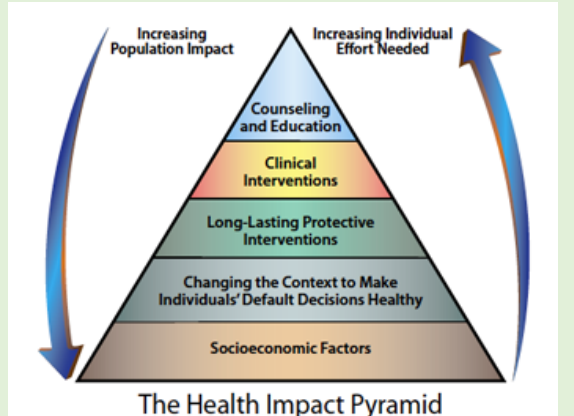 Increasing
Population Impact
Increasing Individual
Effort Needed
Counseling
and Education
Clinical
Interventions
Long-Lasting Protective
Interventions
Changing the Context to Make
Individuals' Default Decisions Healthy
Socioeconomic Factors
The Health Impact Pyramid